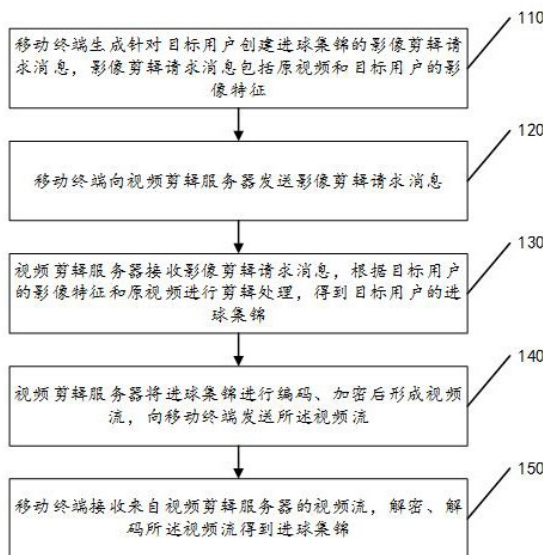 110
移动终端生成针对目标用户创建进球集锦的影像剪辑请
求消息，影像剪辑请求消息包括原视频和目标用户的影
像特征
120
移动终端向视频剪辑服务器发送影像剪辑请求消息
130
视频剪辑服务器接收影像剪辑请求消息，根据目标用户
的影像特征和原视频进行剪辑处理，得到目标用户的进
球集锦
140
视频剪辑服务器将进球集锦进行编码、加密后形成视频
流，向移动终端发送所述视频流
150
移动终端接收来自视频剪辑服务器的视频流，解密、解
码所述视频流得到进球集锦